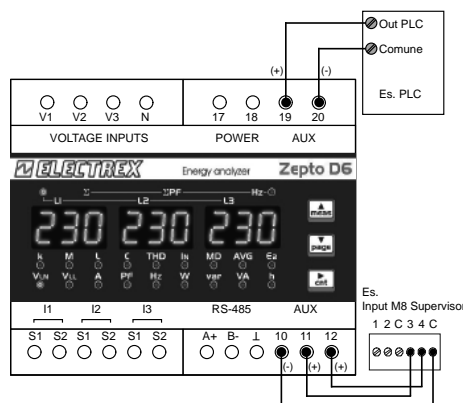 Out PLC
Comune
(+) (-)
Es. PLC
V1 V2 V3 N 17 18 19 20
VOLTAGE INPUTS POWER AUX
ELECTREX Energy analyzer Zepto D6
Σ ΣPF Hz
L1 L2 L3
230 230 230
meas
k M L C THD IN MD AVG Ea
page
VLN VLL A PF Hz W var VA h
cnt
I1 I2 I3 RS-485 AUX
Es.
Input M8 Supervisor
S1 S2 S1 S2 S1 S2 A+ B- ⊥ 10 11 12
1 2 C 3 4 C
(-) (+) (+)